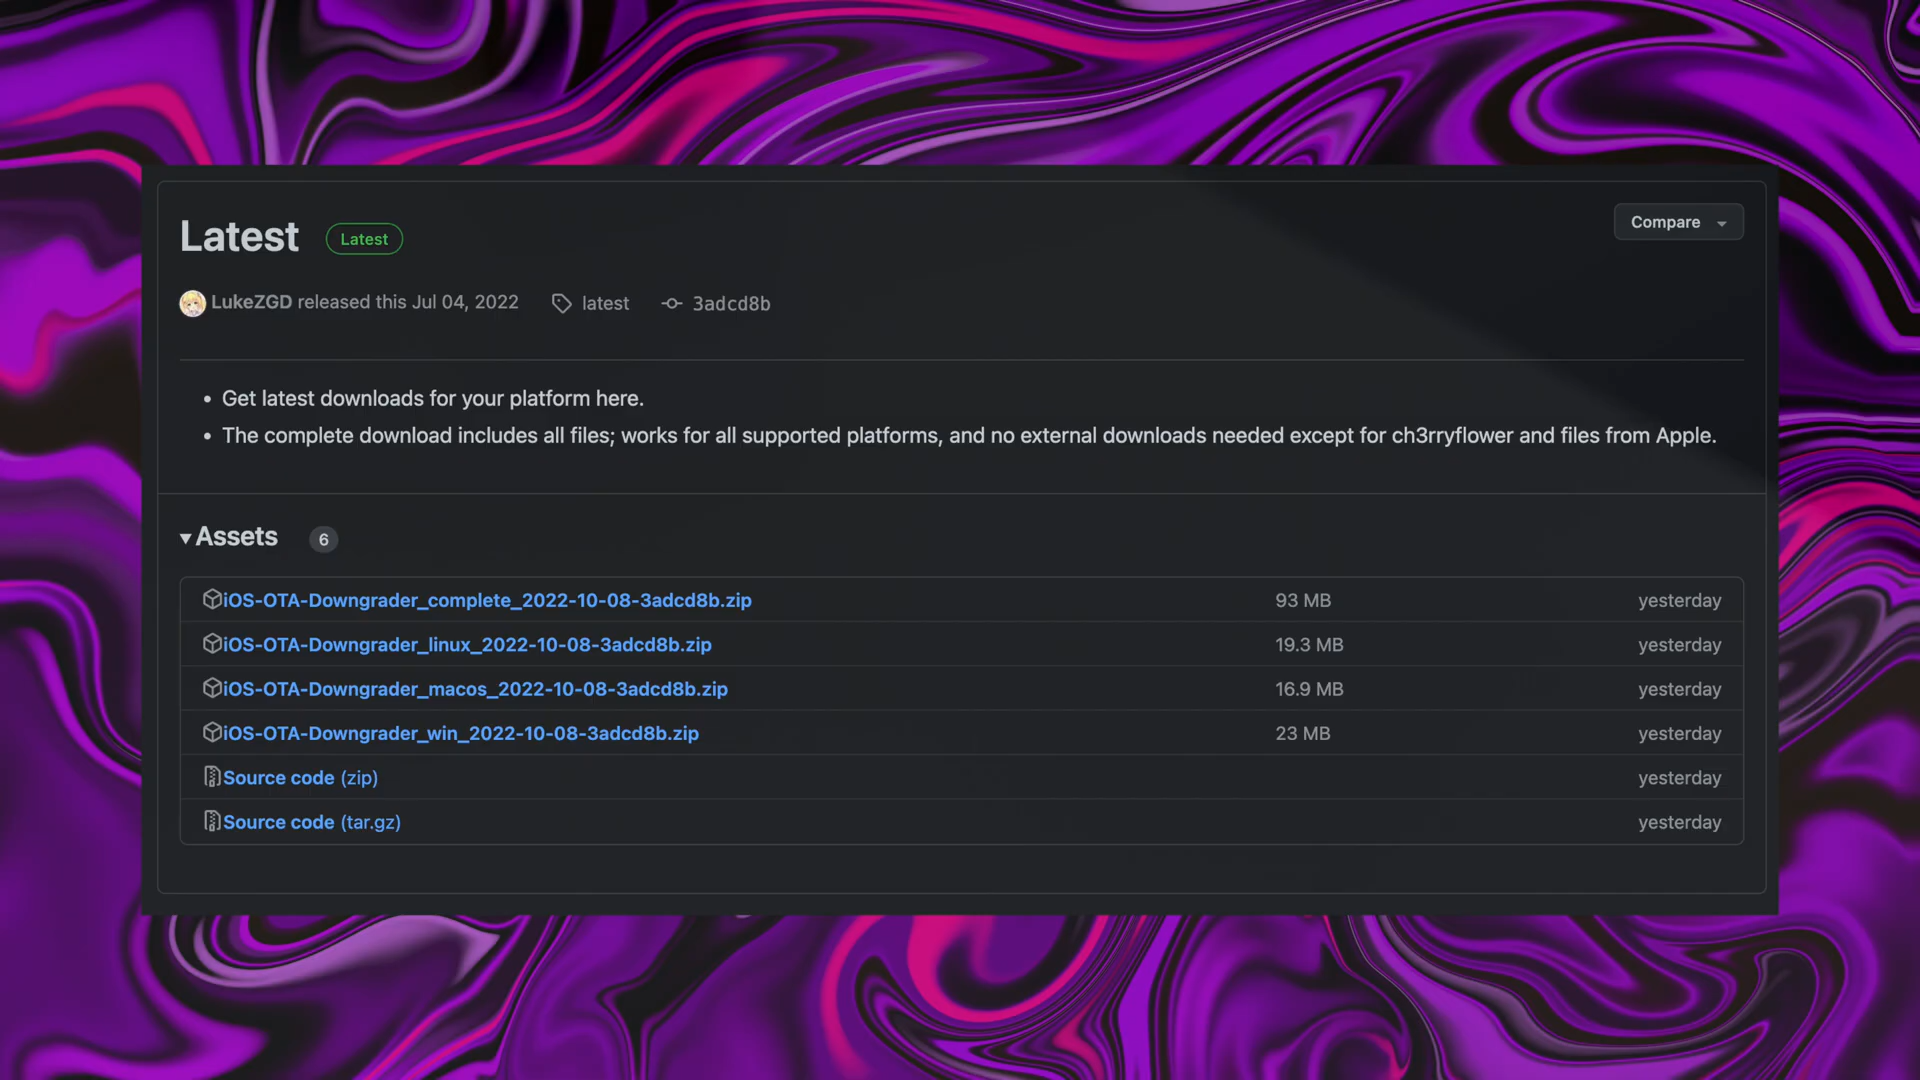 Latest Latest Compare
LukeZGD released this Jul 04, 2022 latest 3adcd8b
• Get latest downloads for your platform here.
• The complete download includes all files; works for all supported platforms, and no external downloads needed except for ch3rryflower and files from Apple.
Assets 6
iOS-OTA-Downgrader_complete_2022-10-08-3adcd8b.zip 93 MB yesterday
iOS-OTA-Downgrader_linux_2022-10-08-3adcd8b.zip 19.3 MB yesterday
iOS-OTA-Downgrader_macos_2022-10-08-3adcd8b.zip 16.9 MB yesterday
iOS-OTA-Downgrader_win_2022-10-08-3adcd8b.zip 23 MB yesterday
Source code (zip) yesterday
Source code (tar.gz) yesterday